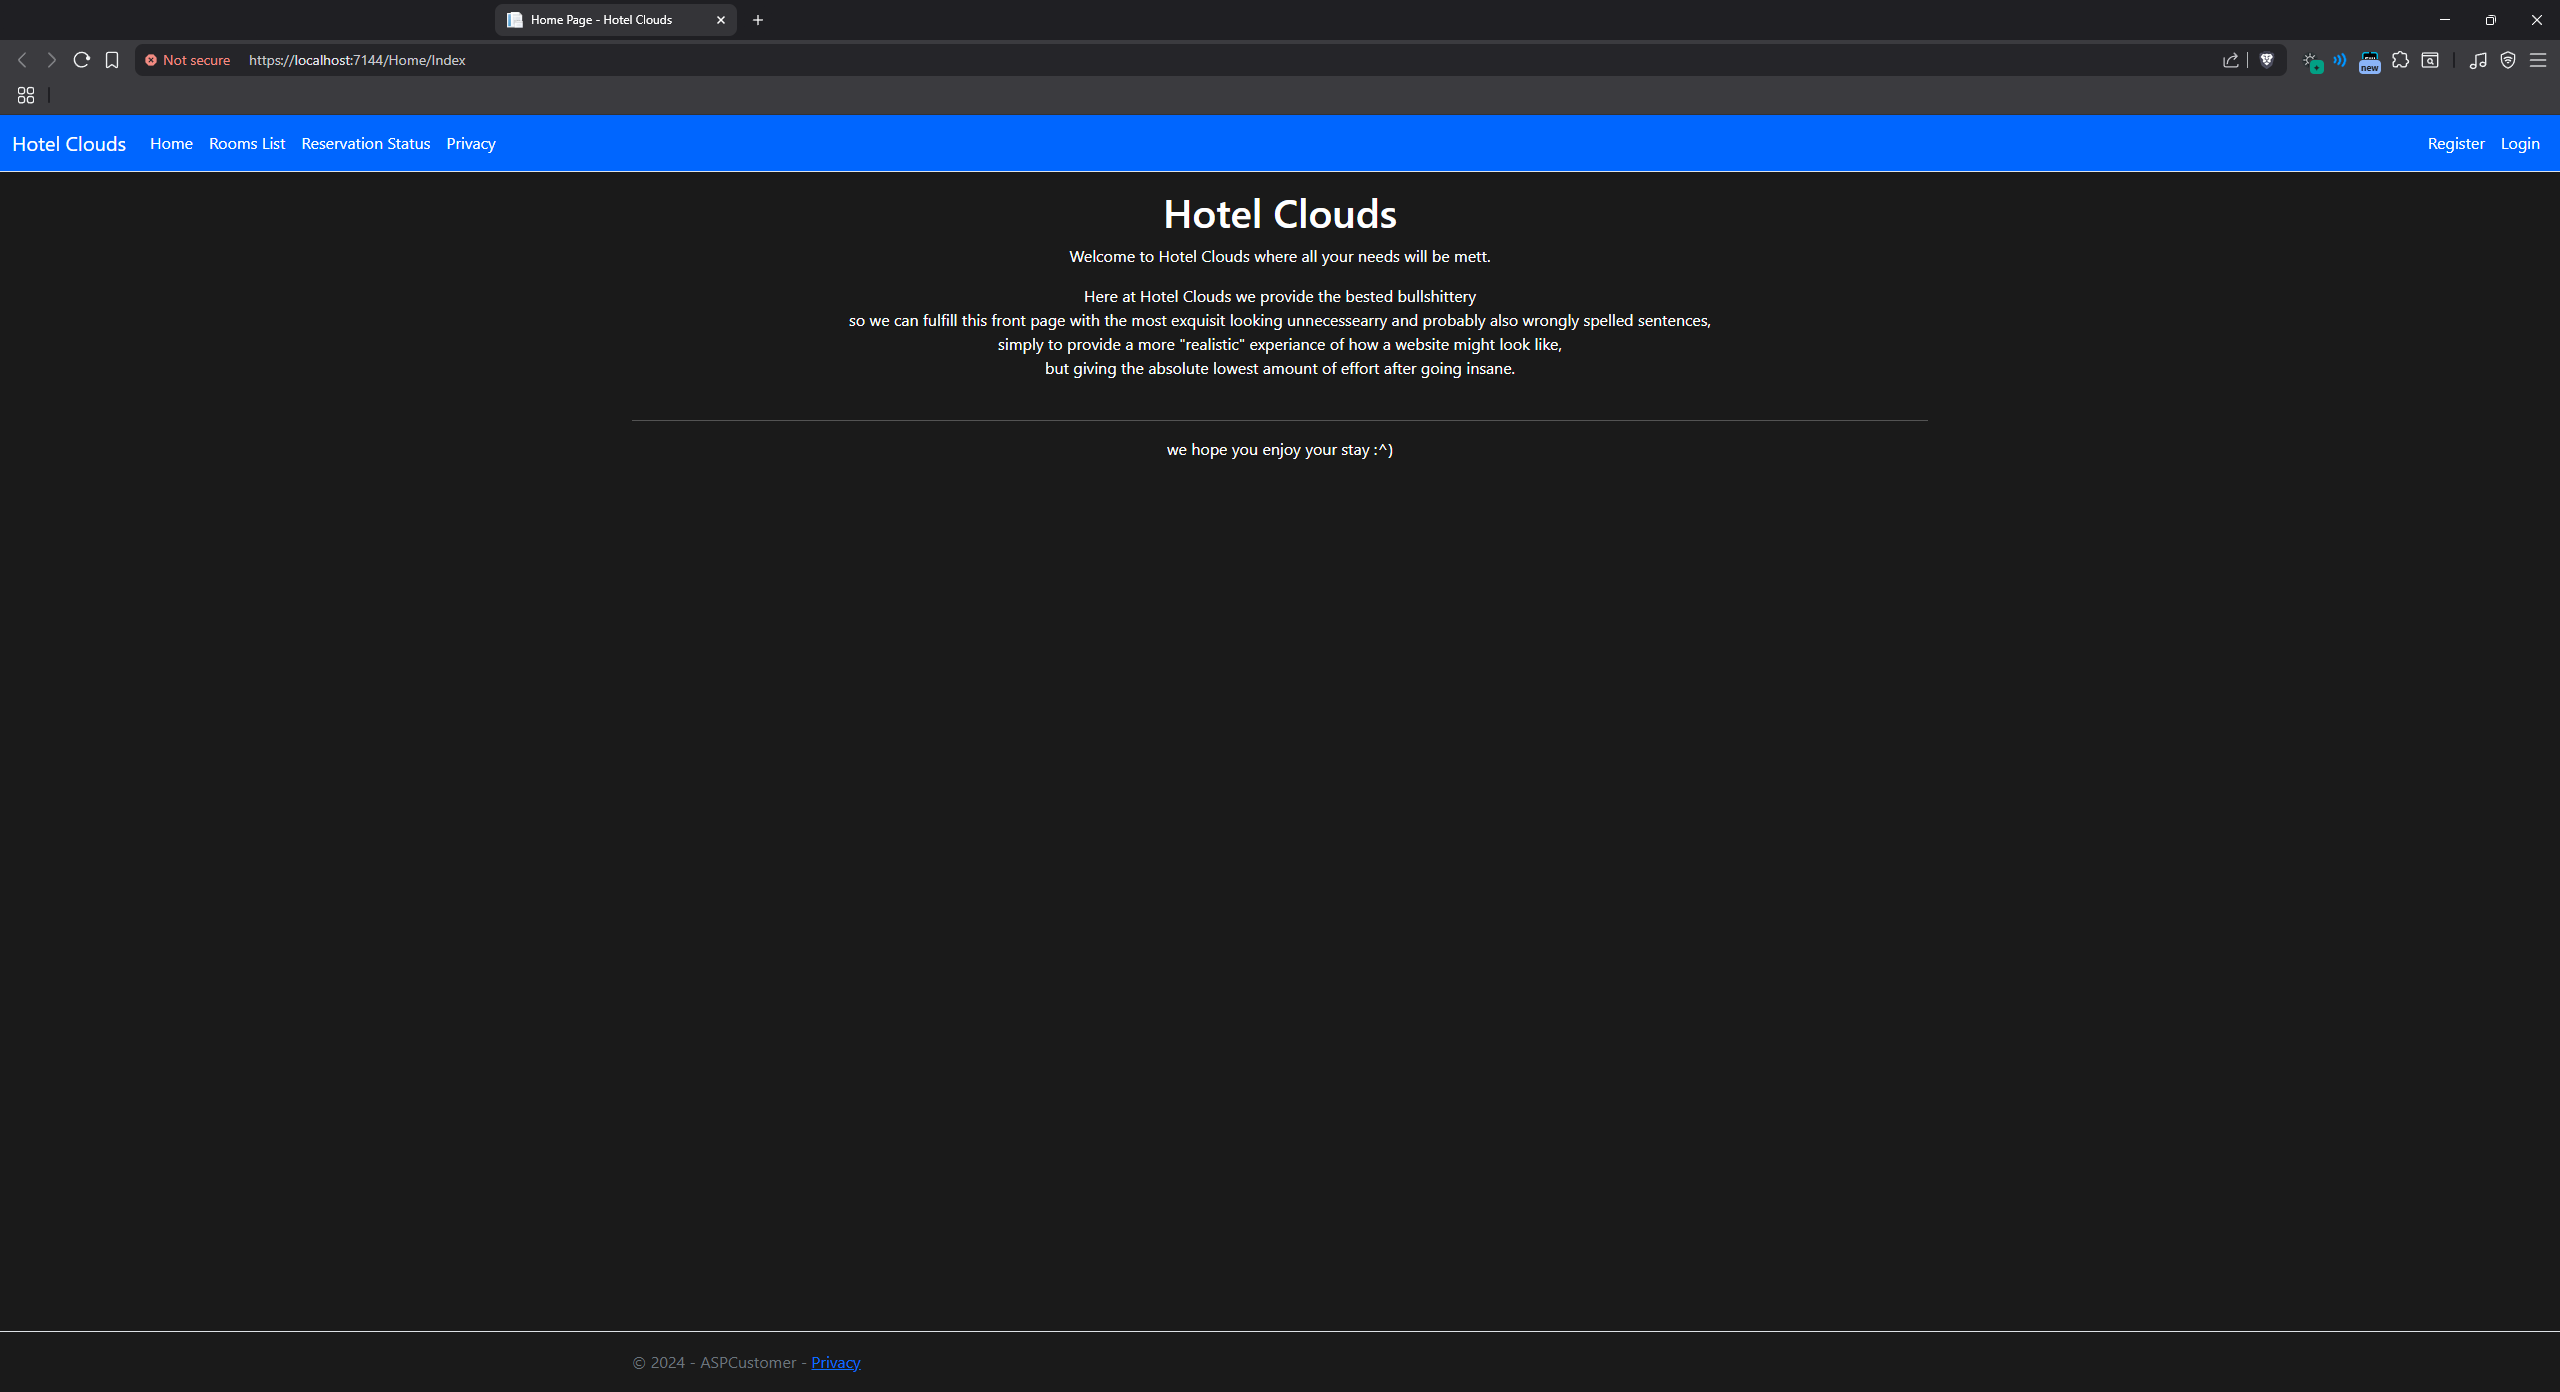 Home Page - Hotel Clouds
Not secure https://localhost:7144/Home/Index
new
Hotel Clouds Home Rooms List Reservation Status Privacy Register Login
Hotel Clouds
Welcome to Hotel Clouds where all your needs will be mett.
Here at Hotel Clouds we provide the bested bullshittery
so we can fulfill this front page with the most exquisit looking unnecessearry and probably also wrongly spelled sentences,
simply to provide a more "realistic" experiance of how a website might look like,
but giving the absolute lowest amount of effort after going insane.
we hope you enjoy your stay :^)
© 2024 - ASPCustomer - Privacy